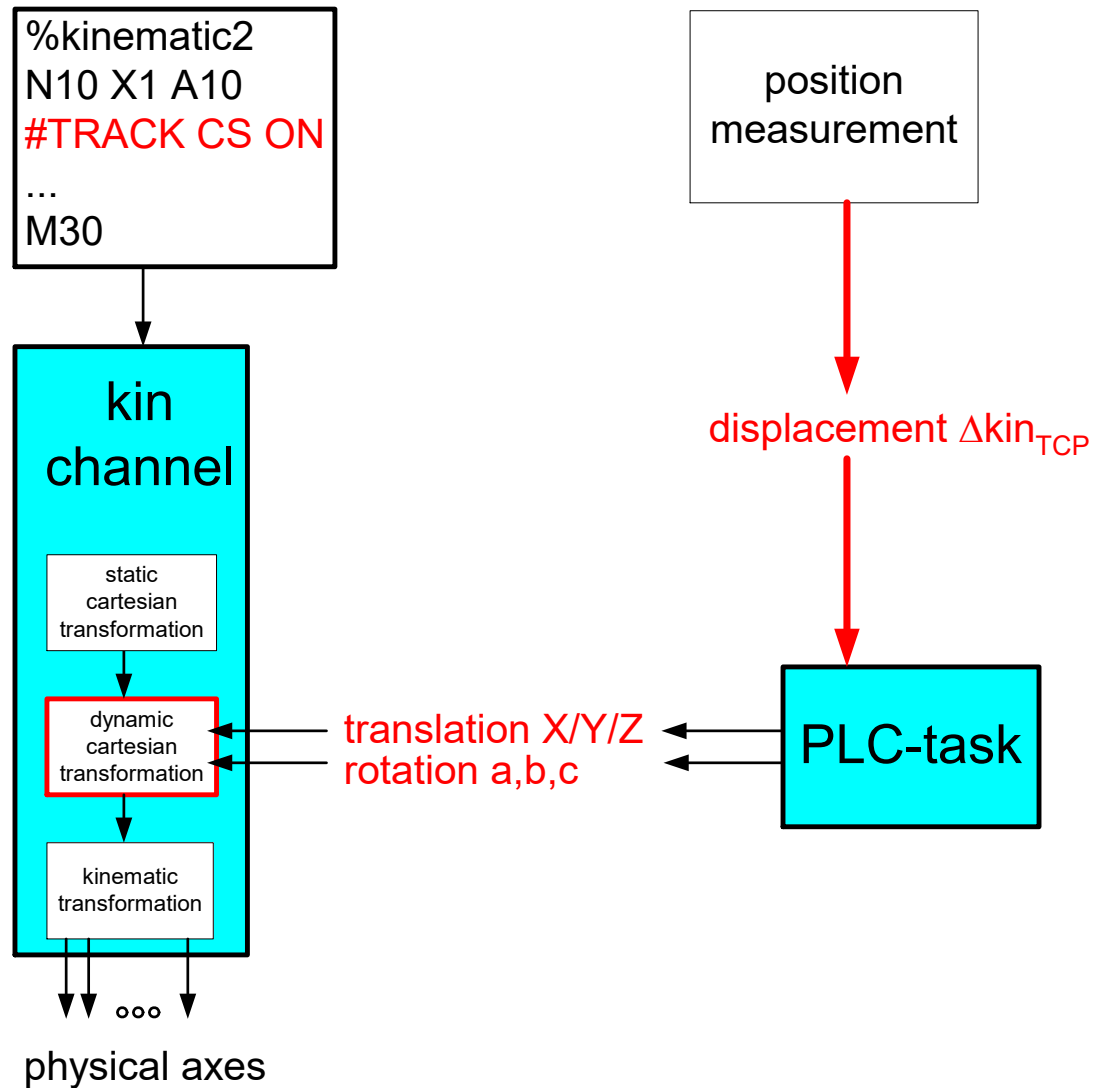 %kinematic2
N10 X1 A10
#TRACK CS ON
...
M30
position
measurement
kin
channel
displacement ΔkinTCP
static
cartesian
transformation
dynamic
cartesian
transformation
translation X/Y/Z
rotation a,b,c
PLC-task
kinematic
transformation
physical axes